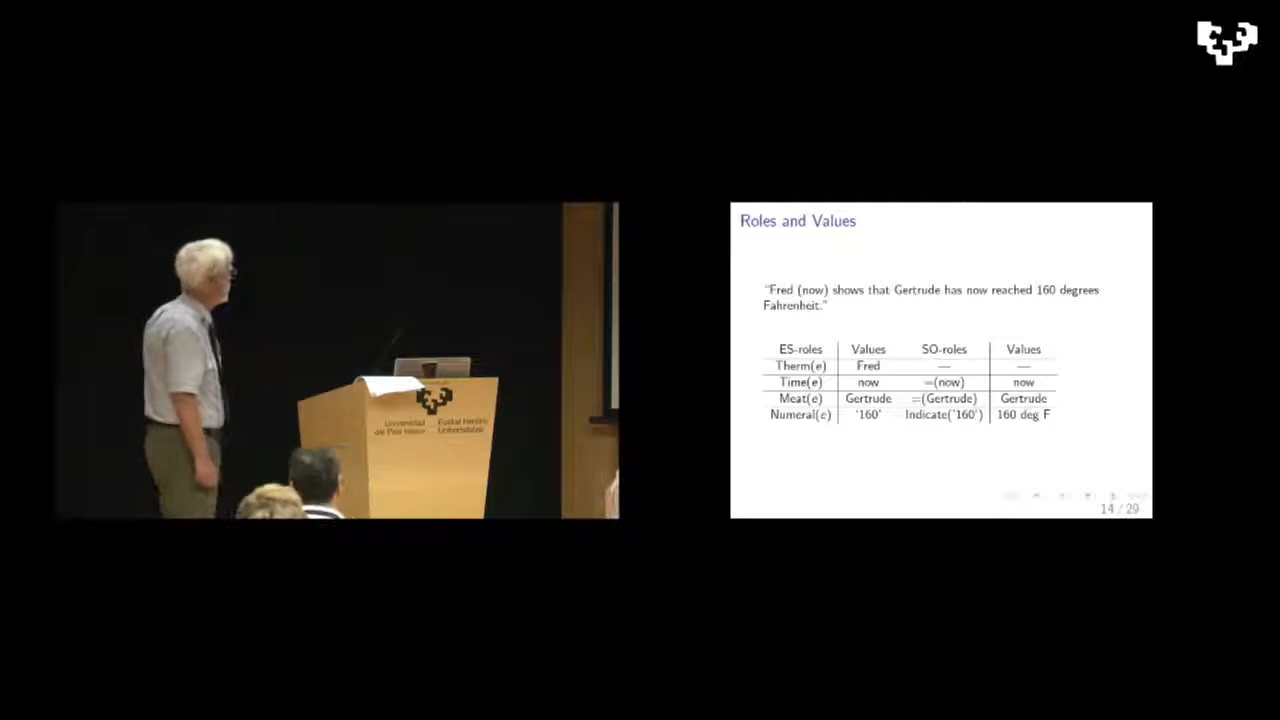 Roles and Values
"Fred (now) shows that Gertrude has now reached 160 degrees
Fahrenheit."
ES-roles Values SO-roles Values
Therm(e) Fred — —
Time(e) now =(now) now
Meat(e) Gertrude =(Gertrude) Gertrude
Numeral(e) '160' Indicate('160') 160 deg F
14 / 29
Universidad Euskal Herriko
del País Vasco Unibertsitatea